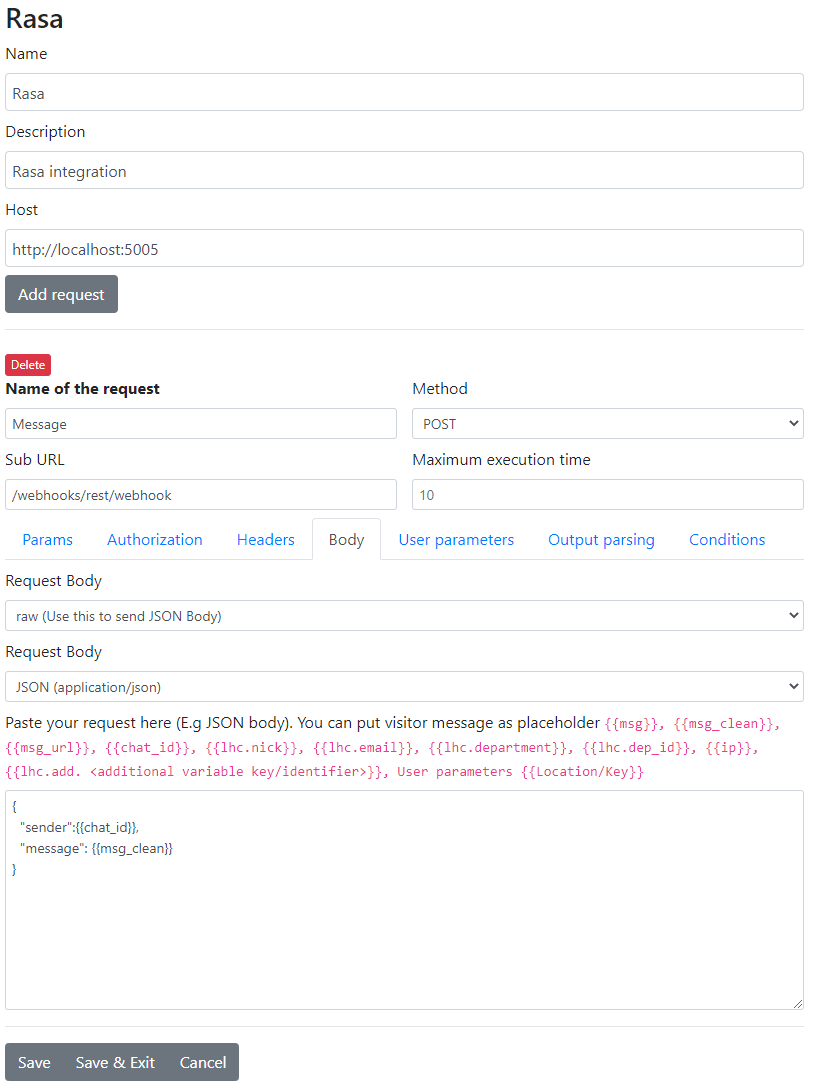 Rasa
Name
Rasa
Description
Rasa integration
Host
http://localhost:5005
Add request
Delete
Name of the request
Method
Message
POST
Sub URL
Maximum execution time
/webhooks/rest/webhook
10
Params Authorization Headers Body User parameters Output parsing Conditions
Request Body
raw (Use this to send JSON Body)
Request Body
JSON (application/json)
Paste your request here (E.g JSON body). You can put visitor message as placeholder {{msg}}, {{msg_clean}},
{{msg_url}}, {{chat_id}}, {{lhc.nick}}, {{lhc.email}}, {{lhc.department}}, {{lhc.dep_id}}, {{ip}},
{{lhc.add. <additional variable key/identifier>}}, User parameters {{Location/Key}}
{
"sender":{{chat_id}},
"message": {{msg_clean}}
}
Save Save & Exit Cancel